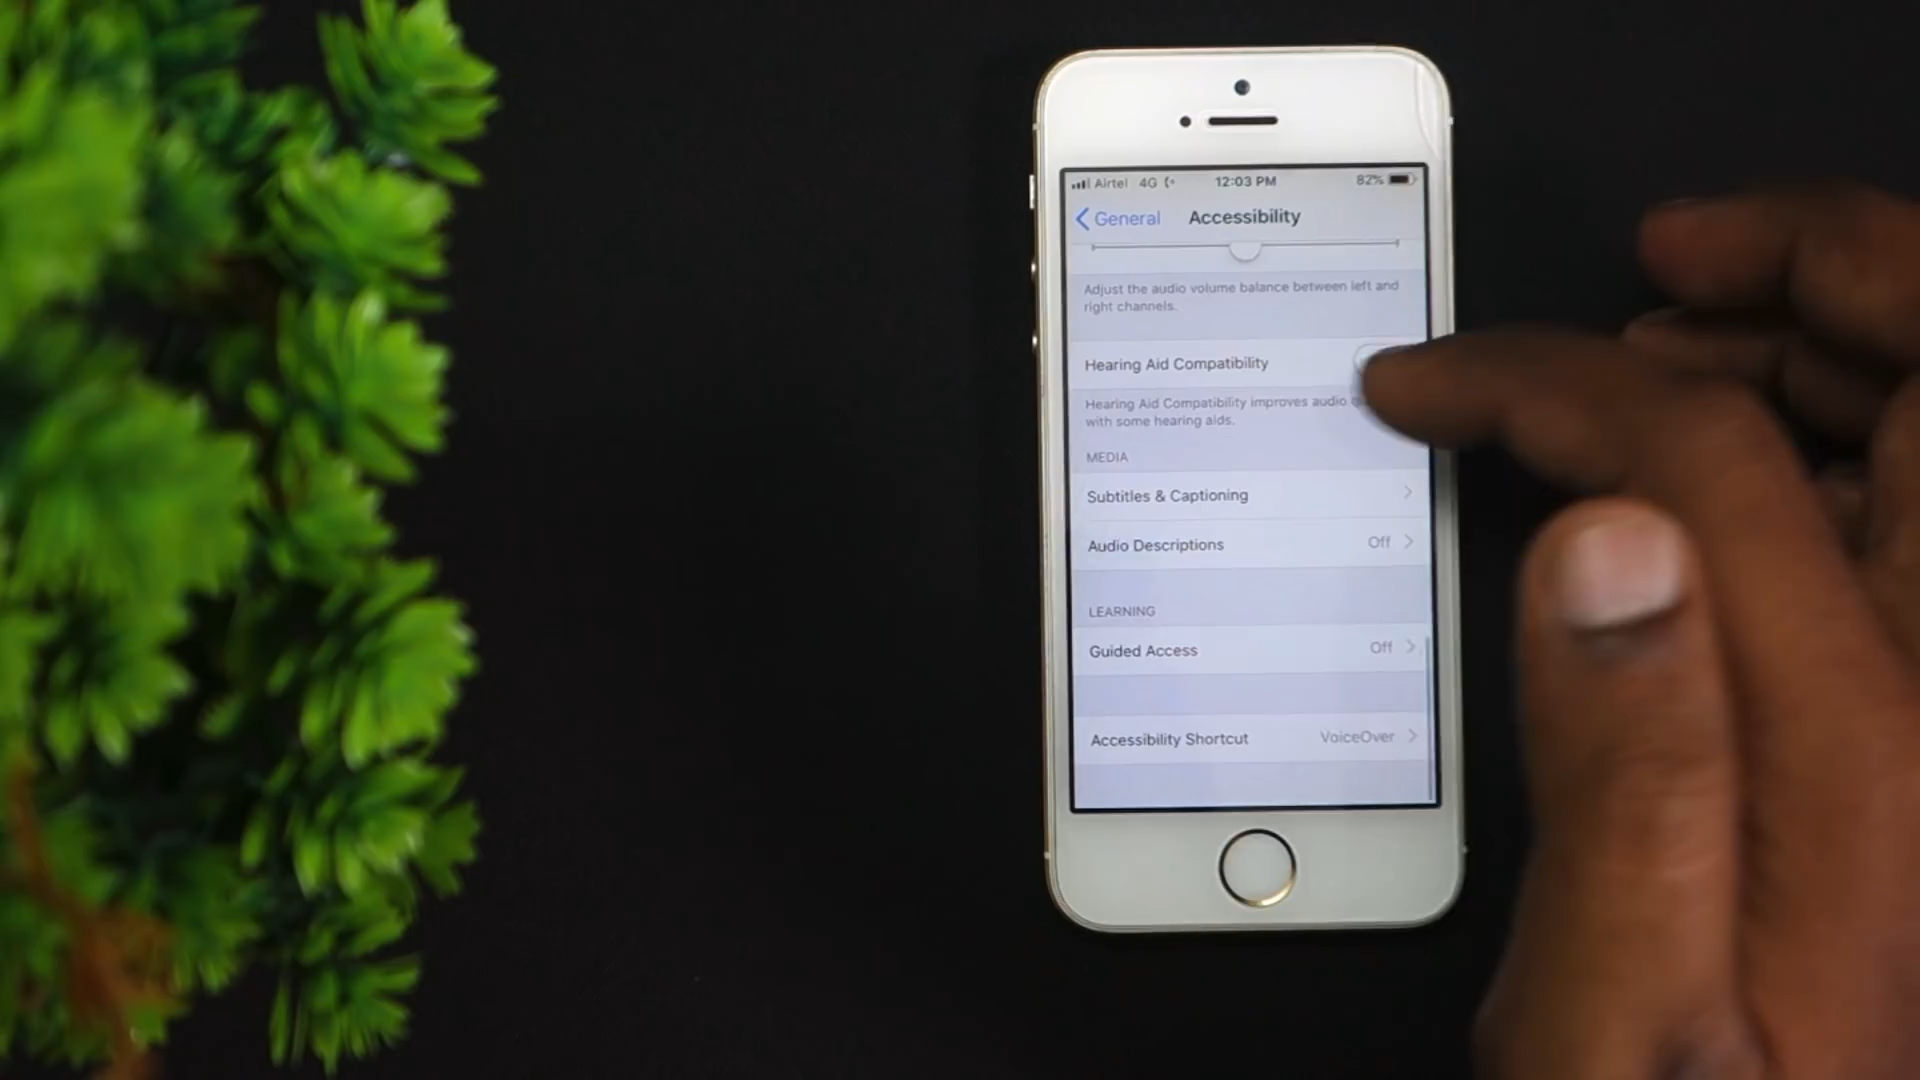 Airtel 4G 12:03 PM 82%
General Accessibility
Adjust the audio volume balance between left and
right channels.
Hearing Aid Compatibility
Hearing Aid Compatibility improves audio
with some hearing aids.
MEDIA
Subtitles & Captioning
Audio Descriptions Off
LEARNING
Guided Access Off
Accessibility Shortcut VoiceOver